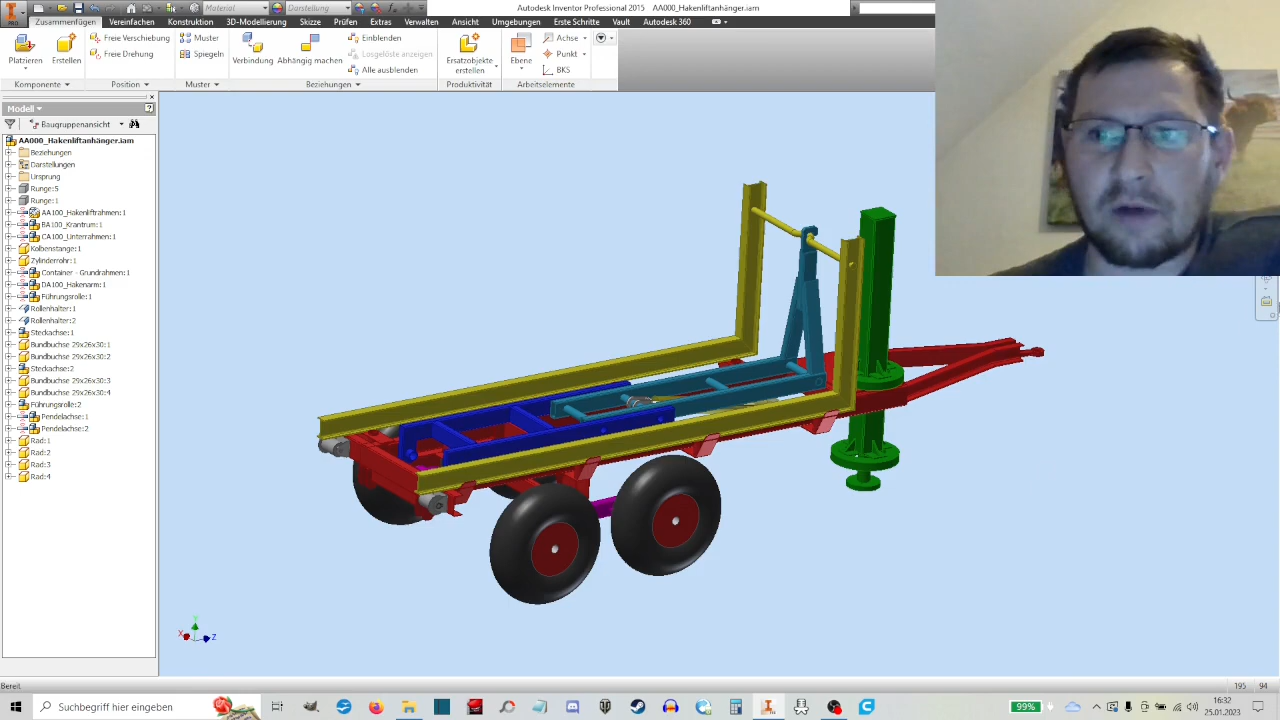 Material
Darstellung
Autodesk Inventor Professional 2015 AA000_Hakenliftanhänger.iam
PRO
Zusammenfügen Vereinfachen Konstruktion 3D-Modellierung Skizze Prüfen Extras Verwalten Ansicht Umgebungen Erste Schritte Vault Autodesk 360
Platzieren
Erstellen
Freie Verschiebung
Freie Drehung
Muster
Spiegeln
Verbindung
Abhängig machen
Einblenden
Losgelöste anzeigen
Alle ausblenden
Ersatzobjekte erstellen
Ebene
Achse
Punkt
BKS
Komponente Position Muster Beziehungen Produktivität Arbeitselemente
Modell
Baugruppenansicht
AA000_Hakenliftanhänger.iam
Beziehungen
Darstellungen
Ursprung
Runge:5
Runge:1
AA100_Hakenliftrahmen:1
BA100_Krantrum:1
CA100_Unterrahmen:1
Kolbenstange:1
Zylinderrohr:1
Container - Grundrahmen:1
DA100_Hakenarm:1
Führungsrolle:1
Rollenhalter:1
Rollenhalter:2
Steckachse:1
Bundbuchse 29x26x30:1
Bundbuchse 29x26x30:2
Steckachse:2
Bundbuchse 29x26x30:3
Bundbuchse 29x26x30:4
Führungsrolle:2
Pendelachse:1
Pendelachse:2
Rad:1
Rad:2
Rad:3
Rad:4
Y
X
Z
Bereit
195 94
Suchbegriff hier eingeben
99%
16:32
25.01.2023